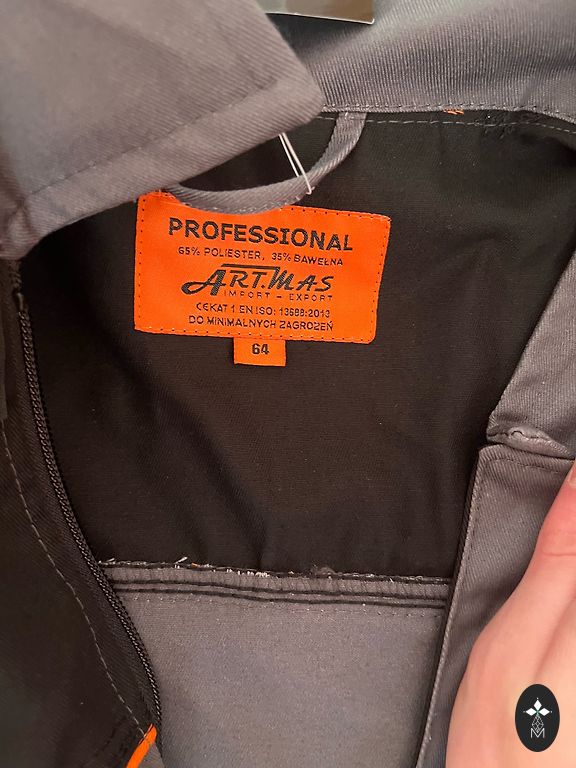 PROFESSIONAL
65% POLIESTER, 35% BAWEŁNA
ART.MAS
IMPORT - EXPORT
CEKAT 1 EN ISO: 13688:2013
DO MINIMALNYCH ZAGROŻEŃ
64